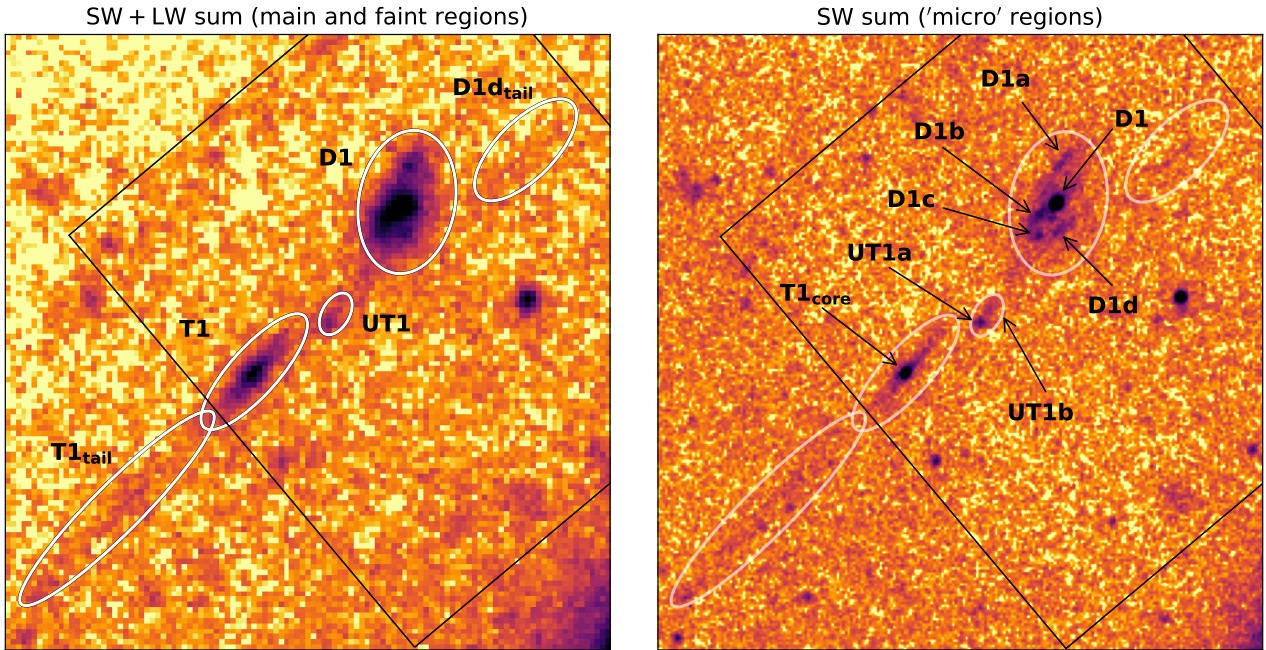 SW + LW sum (main and faint regions)
D1d_tail
D1
T1
UT1
T1_tail
SW sum (′micro′ regions)
D1a
D1
D1b
D1c
UT1a
T1_core
D1d
UT1b